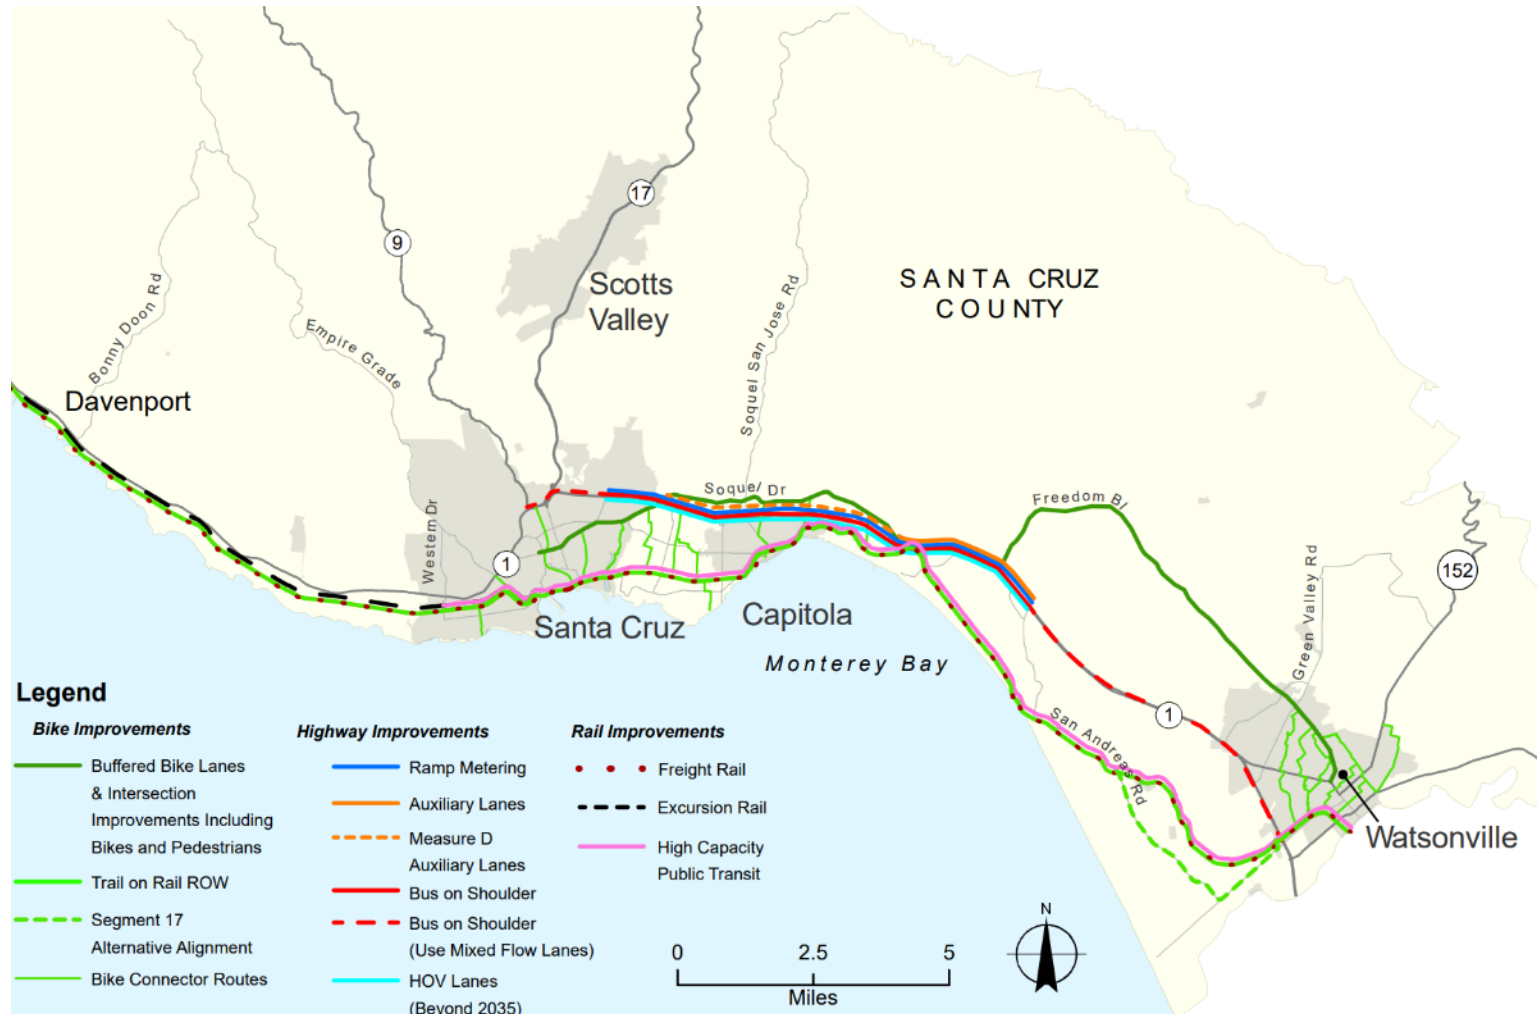 17
9
Scotts
Valley
SANTA CRUZ
COUNTY
Bonny Doon Rd
Empire Grade
Soquel San Jose Rd
Davenport
Soquel Dr
Freedom Bl
Western Dr
1
152
Green Valley Rd
Santa Cruz
Capitola
Monterey Bay
1
San Andreas Rd
Watsonville
Legend
Bike Improvements
Buffered Bike Lanes
& Intersection
Improvements Including
Bikes and Pedestrians
Trail on Rail ROW
Segment 17
Alternative Alignment
Bike Connector Routes
Highway Improvements
Ramp Metering
Auxiliary Lanes
Measure D
Auxiliary Lanes
Bus on Shoulder
Bus on Shoulder
(Use Mixed Flow Lanes)
HOV Lanes
(Beyond 2035)
Rail Improvements
Freight Rail
Excursion Rail
High Capacity
Public Transit
N
0 2.5 5
Miles